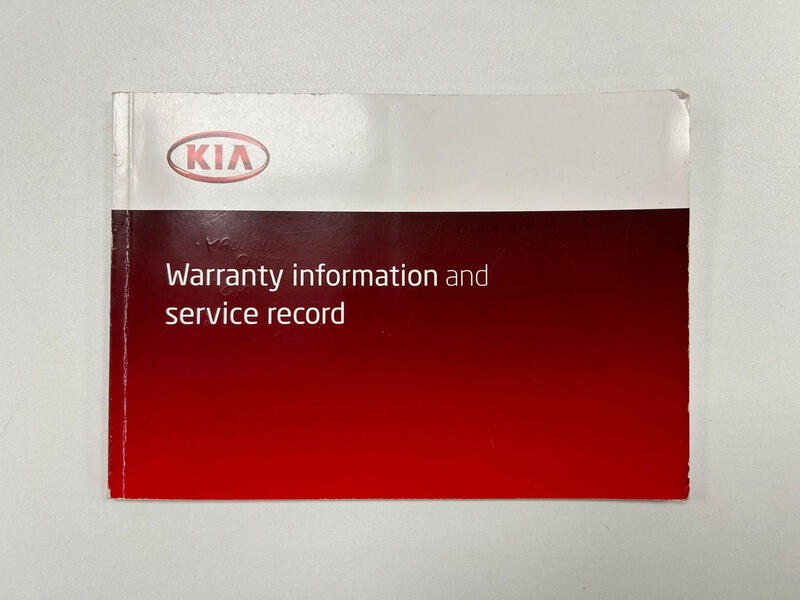 KIA
Warranty information and
service record